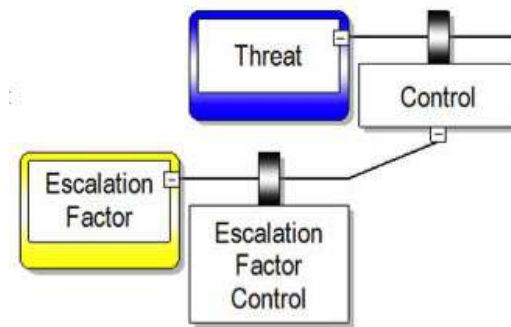 Threat
Control
Escalation
Factor
Escalation
Factor
Control